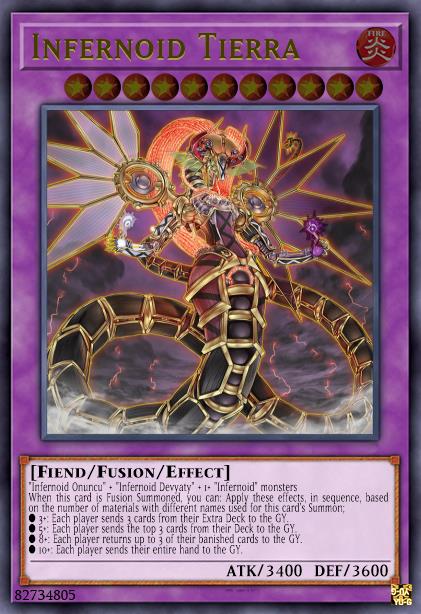 INFERNOID TIERRA
FIRE
炎
[FIEND/FUSION/EFFECT]
"Infernoid Onuncu" + "Infernoid Devyaty" + 1+ "Infernoid" monsters
When this card is Fusion Summoned, you can: Apply these effects, in sequence, based
on the number of materials with different names used for this card's Summon;
● 3+: Each player sends 3 cards from their Extra Deck to the GY.
● 5+: Each player sends the top 3 cards from their Deck to the GY.
● 8+: Each player returns up to 3 of their banished cards to the GY.
● 10+: Each player sends their entire hand to the GY.
ATK/3400 DEF/3600
82734805